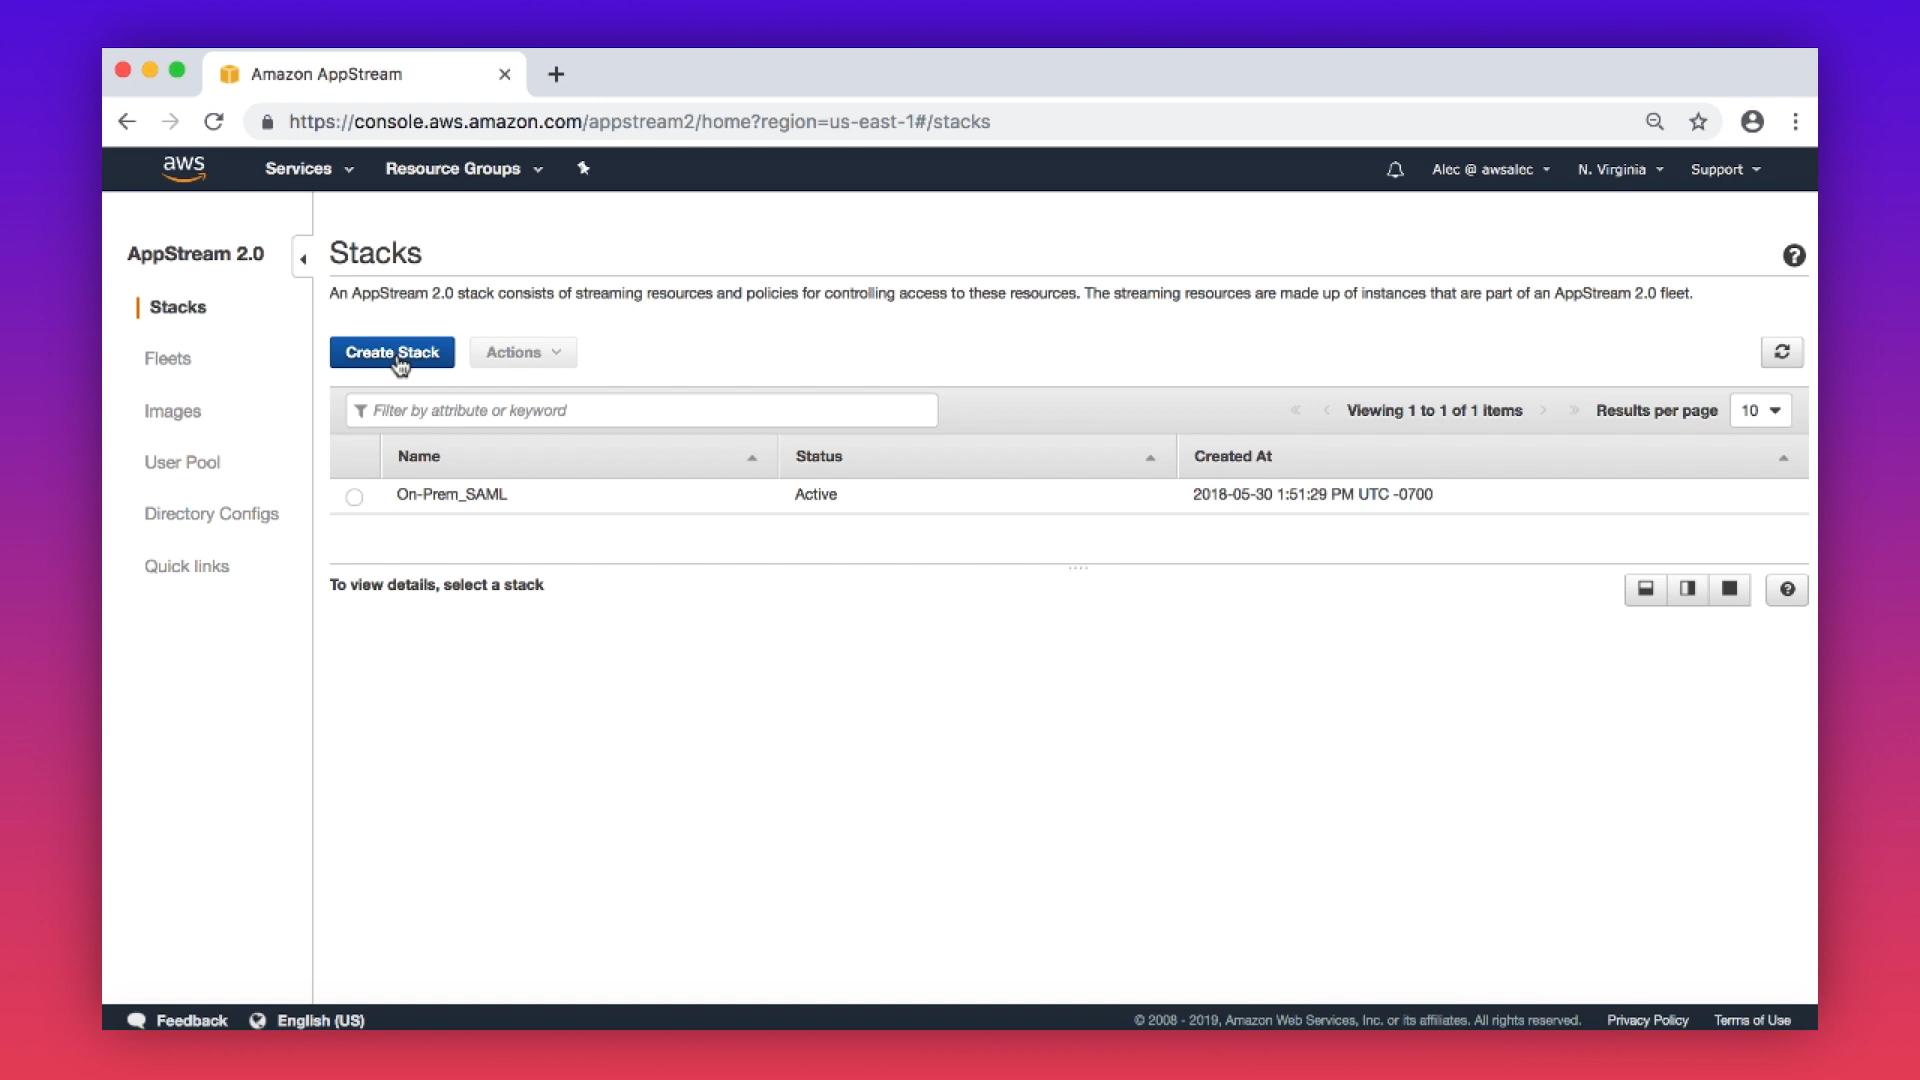 Amazon AppStream
https://console.aws.amazon.com/appstream2/home?region=us-east-1#/stacks
aws Services Resource Groups Alec @ awsalec N. Virginia Support
AppStream 2.0
Stacks
Fleets
Images
User Pool
Directory Configs
Quick links
Stacks
An AppStream 2.0 stack consists of streaming resources and policies for controlling access to these resources. The streaming resources are made up of instances that are part of an AppStream 2.0 fleet.
Create Stack Actions
Filter by attribute or keyword Viewing 1 to 1 of 1 items Results per page 10
Name Status Created At
On-Prem_SAML Active 2018-05-30 1:51:29 PM UTC -0700
To view details, select a stack
Feedback English (US) © 2008 - 2019, Amazon Web Services, Inc. or its affiliates. All rights reserved. Privacy Policy Terms of Use